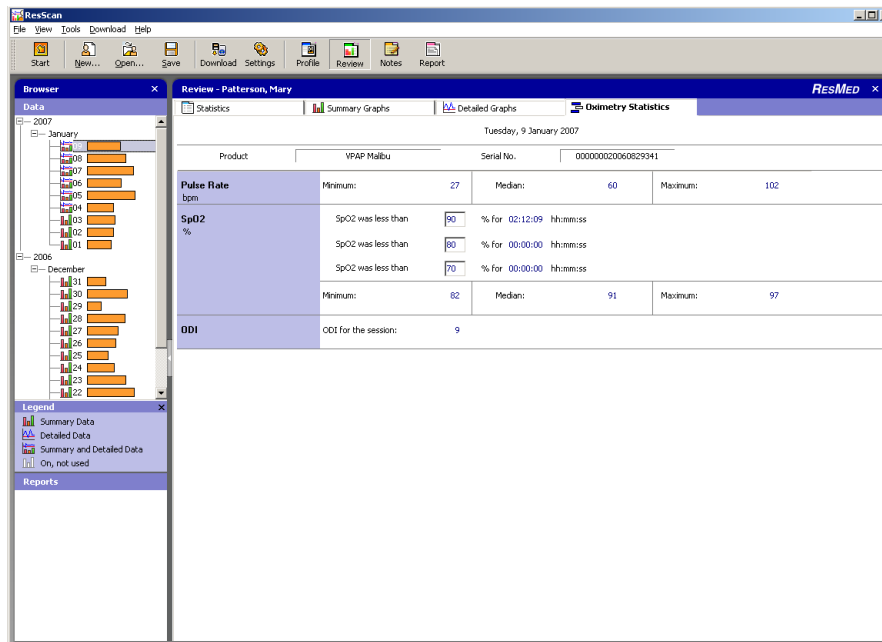 ResScan
File View Tools Download Help
Start New... Open... Save Download Settings Profile Review Notes Report
Browser
Data
2007
January
09
08
07
06
05
04
03
02
01
2006
December
31
30
29
28
27
26
25
24
23
22
Legend
Summary Data
Detailed Data
Summary and Detailed Data
On, not used
Reports
Review - Patterson, Mary
RESMED
Statistics Summary Graphs Detailed Graphs Oximetry Statistics
Tuesday, 9 January 2007
Product VPAP Malibu Serial No. 000000020060829341
Pulse Rate Minimum: 27 Median: 60 Maximum: 102
bpm
SpO2 SpO2 was less than 90 % for 02:12:09 hh:mm:ss
%
SpO2 was less than 80 % for 00:00:00 hh:mm:ss
SpO2 was less than 70 % for 00:00:00 hh:mm:ss
Minimum: 82 Median: 91 Maximum: 97
ODI ODI for the session: 9